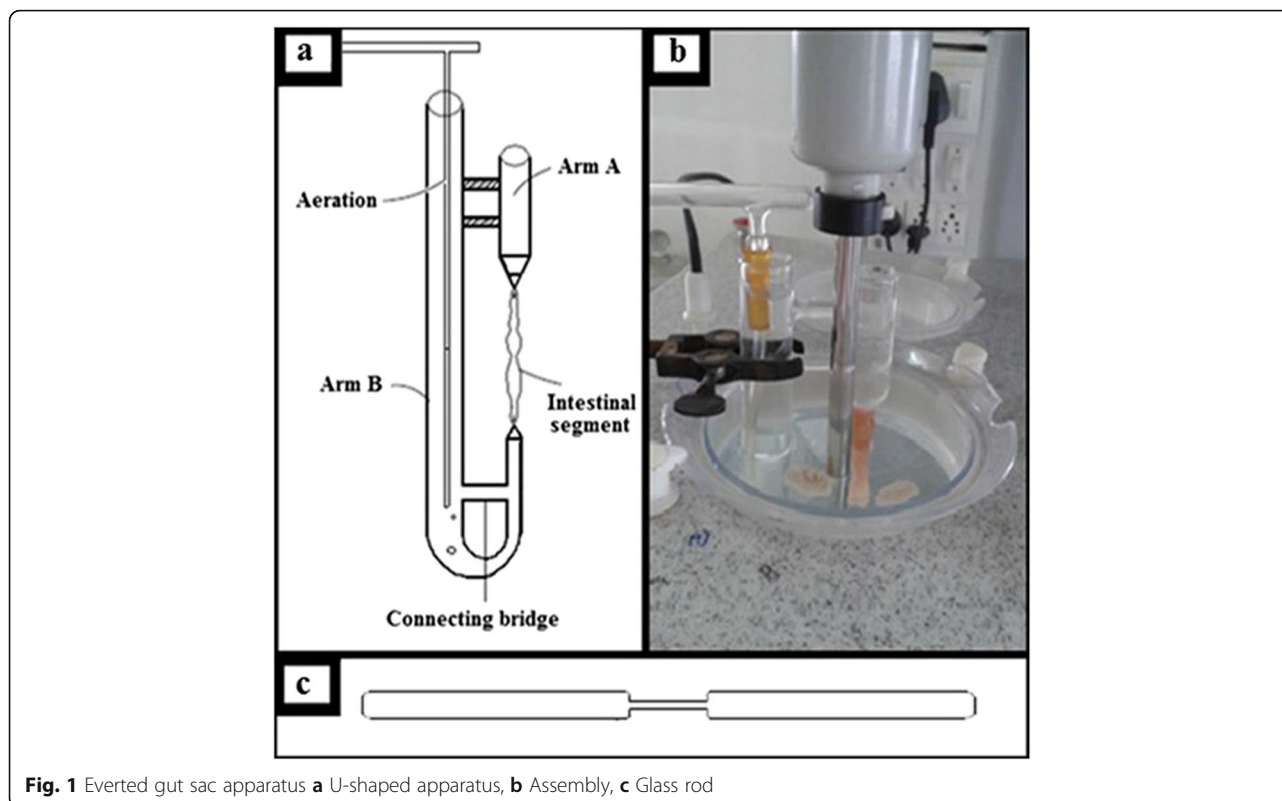 a
Aeration
Arm A
Arm B
Intestinal
segment
Connecting bridge
b
c
Fig. 1 Everted gut sac apparatus a U-shaped apparatus, b Assembly, c Glass rod